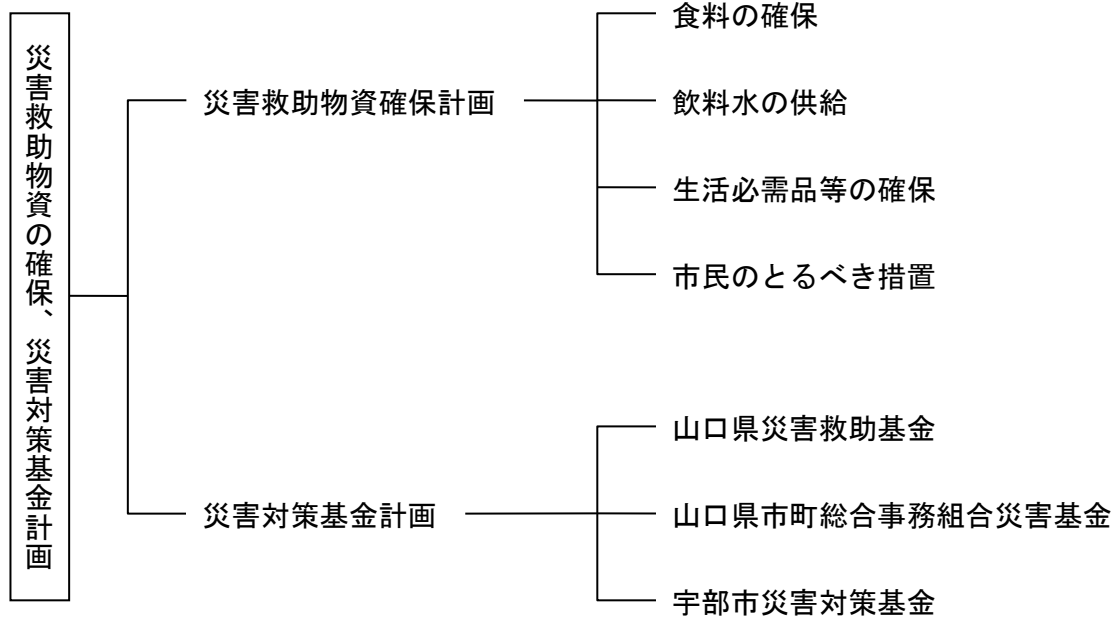 災害救助物資の確保、災害対策基金計画
災害救助物資確保計画
食料の確保
飲料水の供給
生活必需品等の確保
市民のとるべき措置
災害対策基金計画
山口県災害救助基金
山口県市町総合事務組合災害基金
宇部市災害対策基金